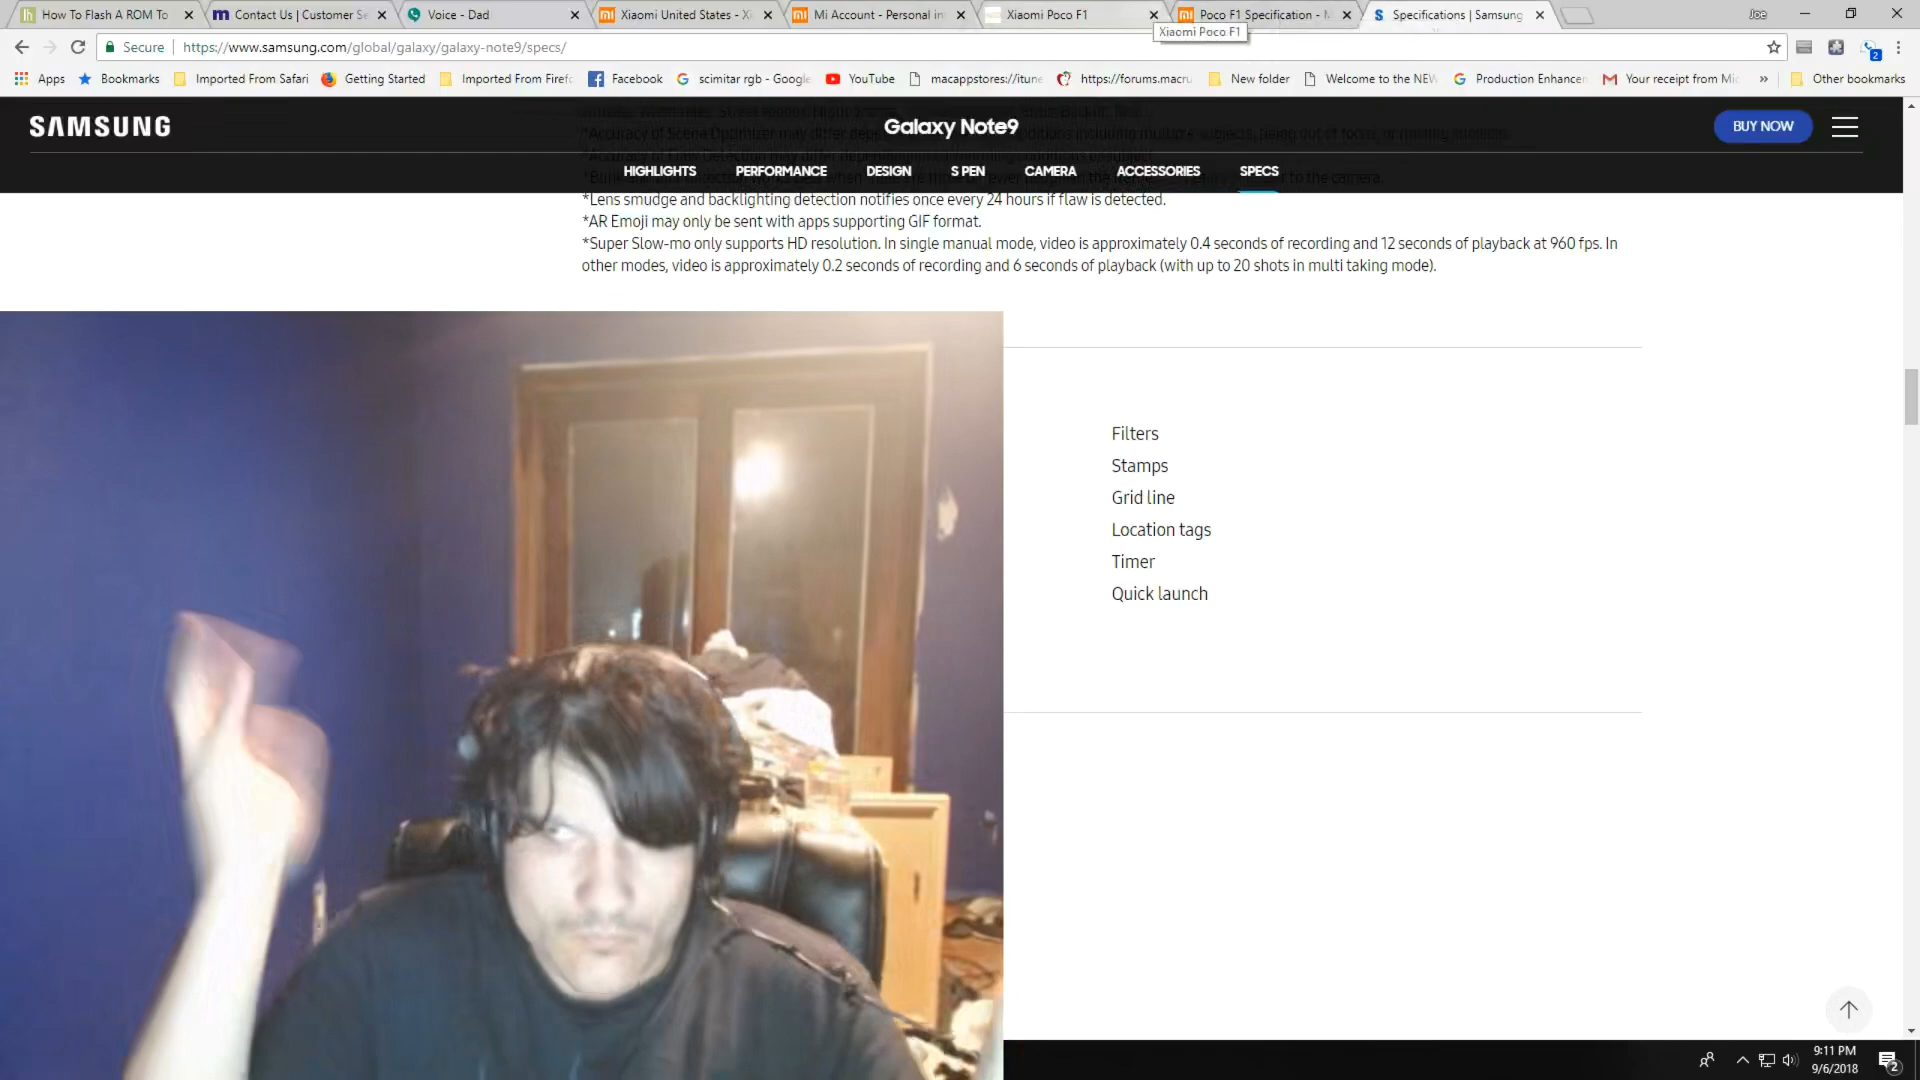 How To Flash A ROM To
Contact Us | Customer Se
Voice - Dad
Xiaomi United States - Xi
Mi Account - Personal in
Xiaomi Poco F1
Poco F1 Specification - M
Specifications | Samsung
Joe
Xiaomi Poco F1
Secure | https://www.samsung.com/global/galaxy/galaxy-note9/specs/
2
Apps
Bookmarks
Imported From Safari
Getting Started
Imported From Firefo
Facebook
scimitar rgb - Google
YouTube
macappstores://itune
https://forums.macru
New folder
Welcome to the NEW
Production Enhancer
Your receipt from Mic
»
Other bookmarks
SAMSUNG
Galaxy Note9
BUY NOW
HIGHLIGHTS PERFORMANCE DESIGN S PEN CAMERA ACCESSORIES SPECS
*Lens smudge and backlighting detection notifies once every 24 hours if flaw is detected.
*AR Emoji may only be sent with apps supporting GIF format.
*Super Slow-mo only supports HD resolution. In single manual mode, video is approximately 0.4 seconds of recording and 12 seconds of playback at 960 fps. In
other modes, video is approximately 0.2 seconds of recording and 6 seconds of playback (with up to 20 shots in multi taking mode).
Filters
Stamps
Grid line
Location tags
Timer
Quick launch
9:11 PM
9/6/2018
2